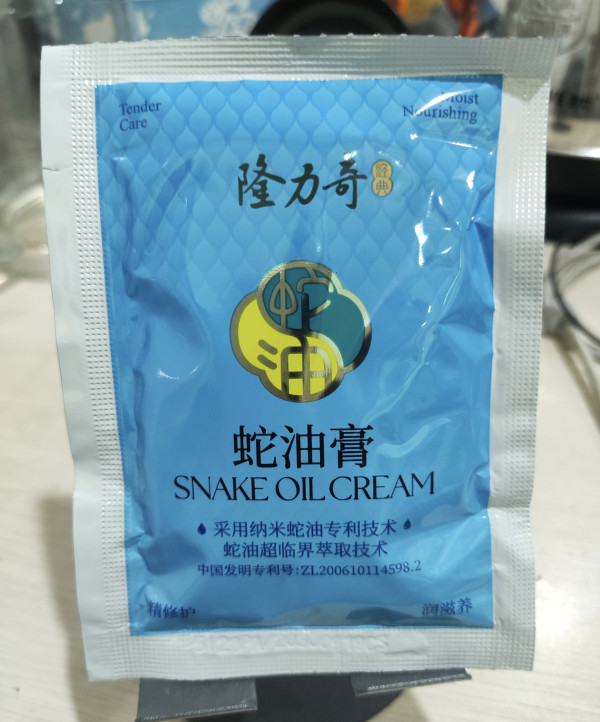 Tender
Care
Moist
Nourishing
隆力奇
經典
蛇油
蛇油膏
SNAKE OIL CREAM
采用纳米蛇油专利技术
蛇油超临界萃取技术
中国发明专利号:ZL200610114598.2
精修护
润滋养